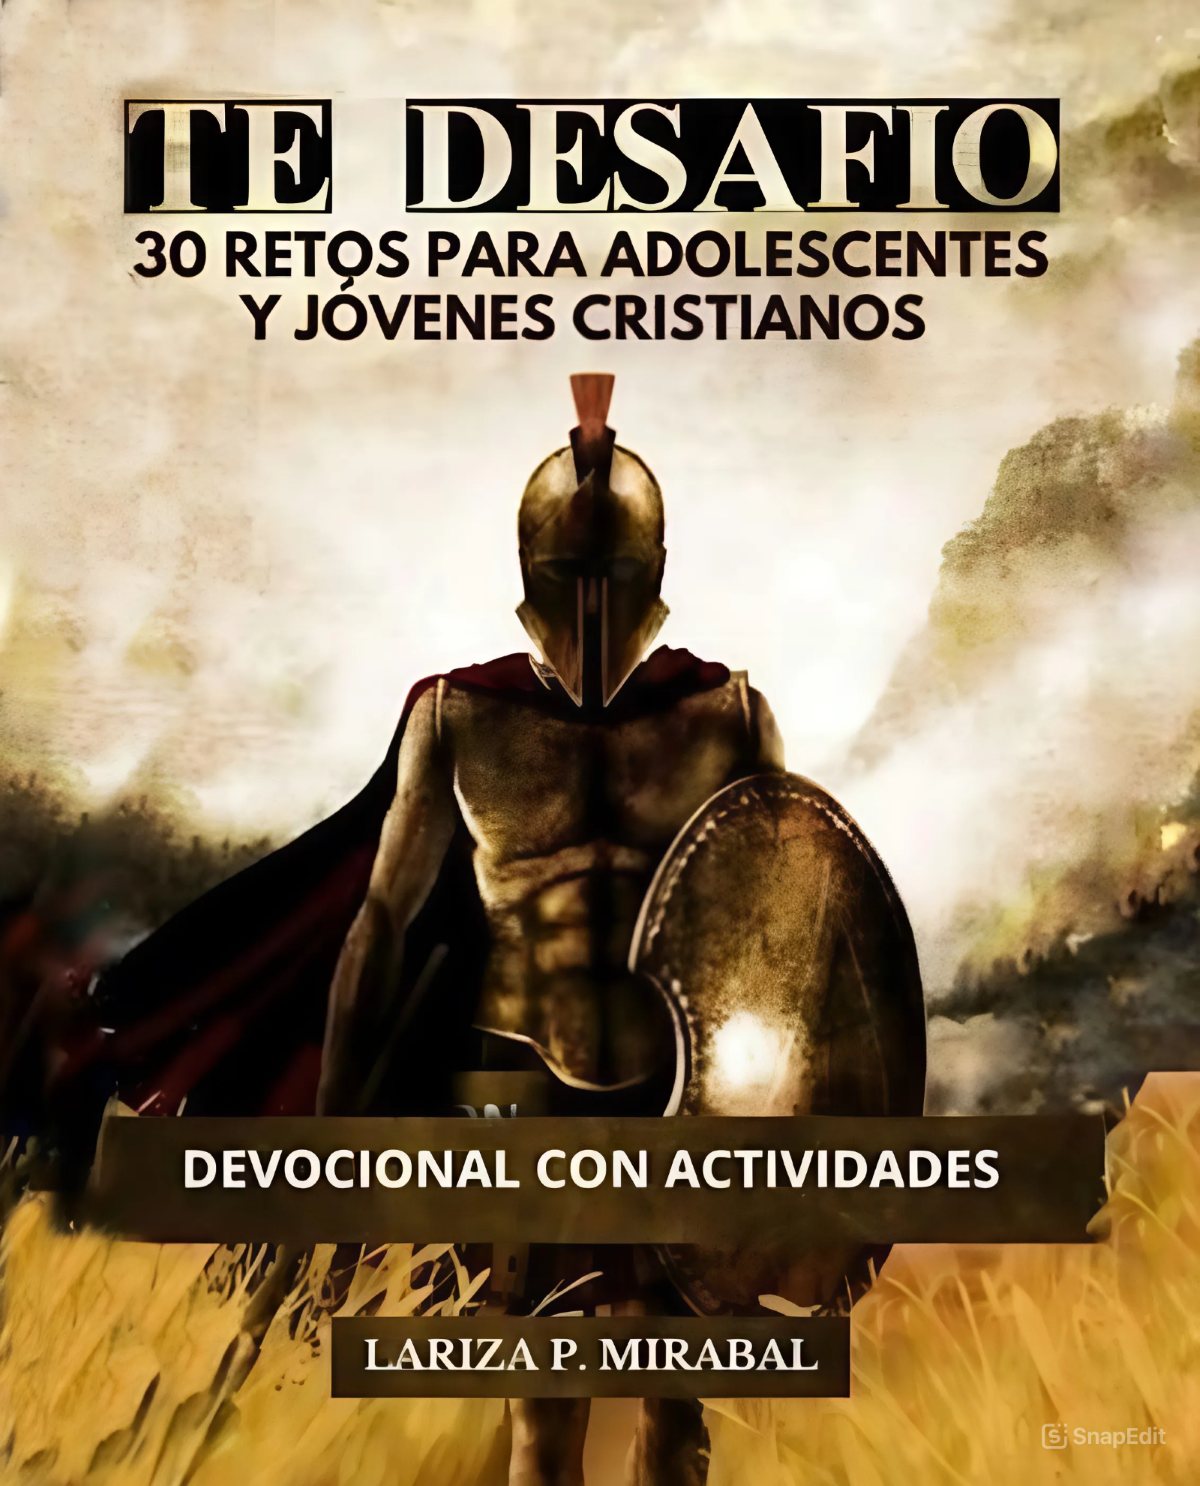 TE DESAFIO
30 RETOS PARA ADOLESCENTES
Y JÓVENES CRISTIANOS
DEVOCIONAL CON ACTIVIDADES
LARIZA P. MIRABAL
SnapEdit